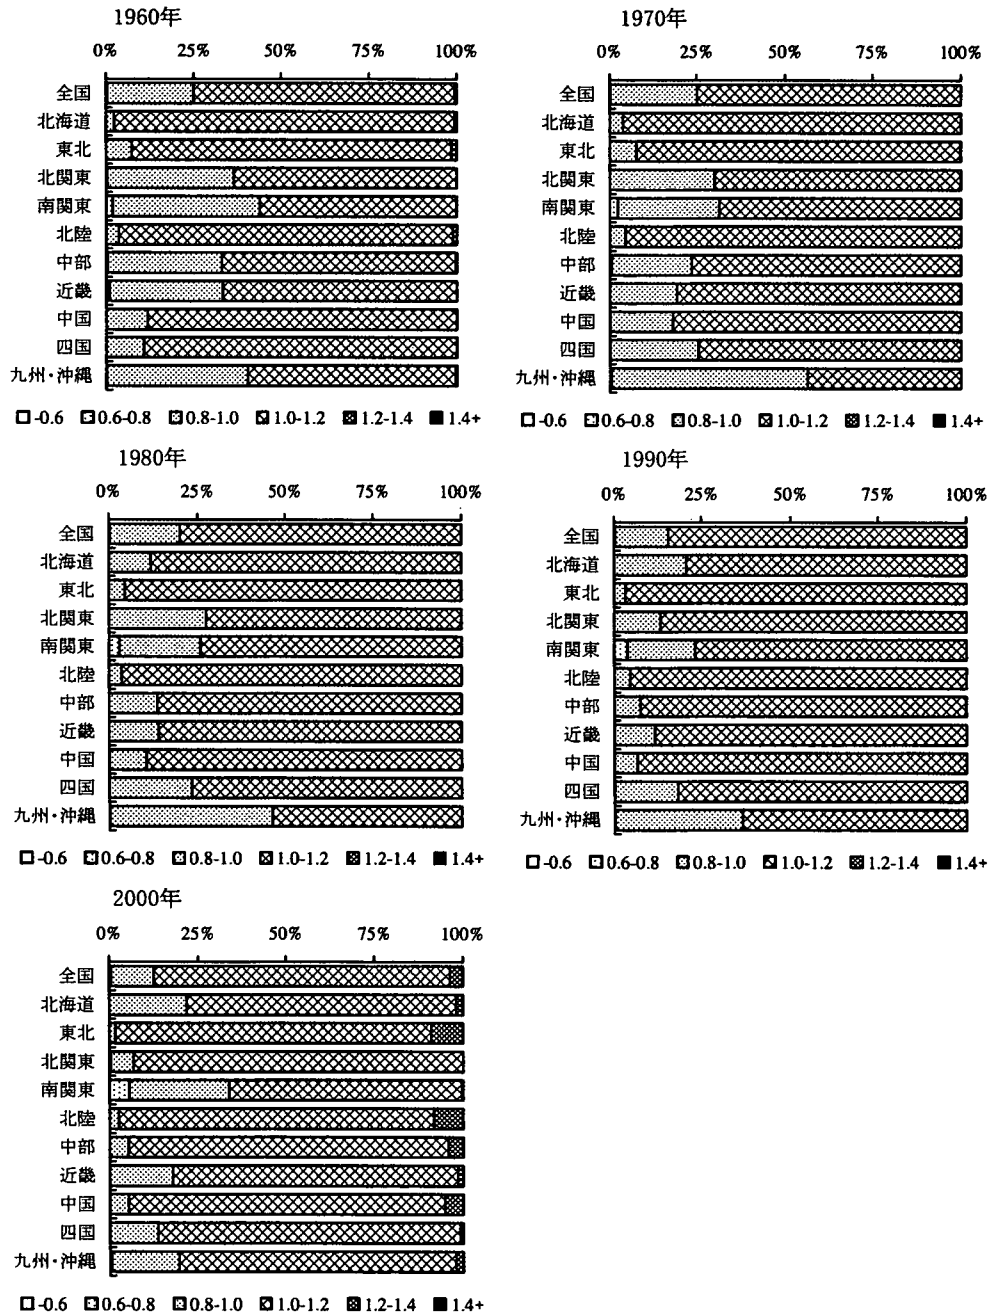 1960年
0% 25% 50% 75% 100%
全国
北海道
東北
北関東
南関東
北陸
中部
近畿
中国
四国
九州・沖縄
-0.6 0.6-0.8 0.8-1.0 1.0-1.2 1.2-1.4 1.4+
1970年
0% 25% 50% 75% 100%
全国
北海道
東北
北関東
南関東
北陸
中部
近畿
中国
四国
九州・沖縄
-0.6 0.6-0.8 0.8-1.0 1.0-1.2 1.2-1.4 1.4+
1980年
0% 25% 50% 75% 100%
全国
北海道
東北
北関東
南関東
北陸
中部
近畿
中国
四国
九州・沖縄
-0.6 0.6-0.8 0.8-1.0 1.0-1.2 1.2-1.4 1.4+
1990年
0% 25% 50% 75% 100%
全国
北海道
東北
北関東
南関東
北陸
中部
近畿
中国
四国
九州・沖縄
-0.6 0.6-0.8 0.8-1.0 1.0-1.2 1.2-1.4 1.4+
2000年
0% 25% 50% 75% 100%
全国
北海道
東北
北関東
南関東
北陸
中部
近畿
中国
四国
九州・沖縄
-0.6 0.6-0.8 0.8-1.0 1.0-1.2 1.2-1.4 1.4+